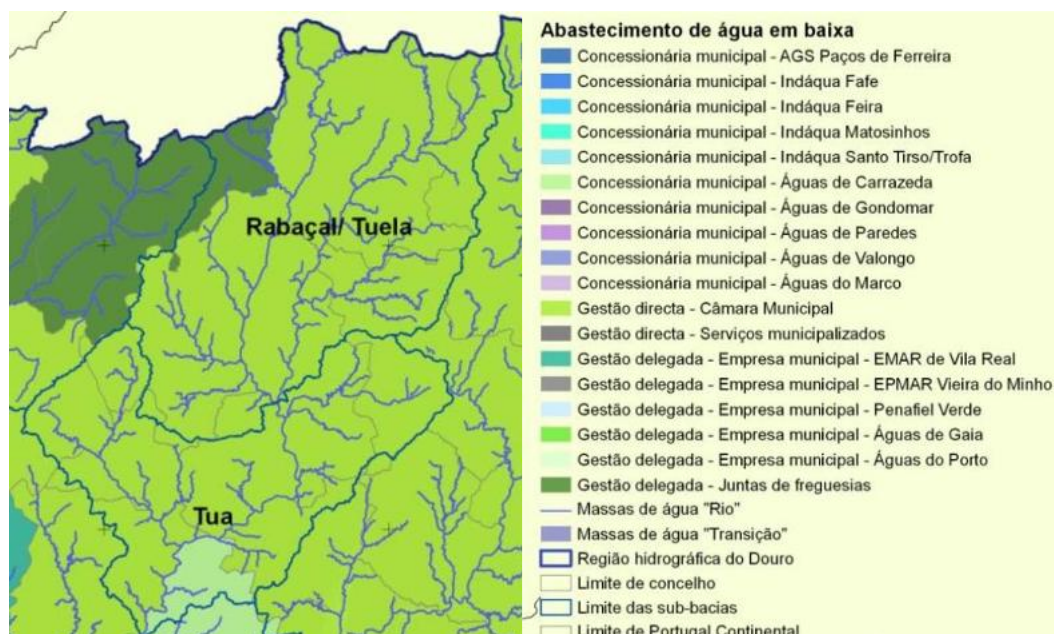 Rabaçal/ Tuela
Tua
Abastecimento de água em baixa
Concessionária municipal - AGS Paços de Ferreira
Concessionária municipal - Indáqua Fafe
Concessionária municipal - Indáqua Feira
Concessionária municipal - Indáqua Matosinhos
Concessionária municipal - Indáqua Santo Tirso/Trofa
Concessionária municipal - Águas de Carrazeda
Concessionária municipal - Águas de Gondomar
Concessionária municipal - Águas de Paredes
Concessionária municipal - Águas de Valongo
Concessionária municipal - Águas do Marco
Gestão directa - Câmara Municipal
Gestão directa - Serviços municipalizados
Gestão delegada - Empresa municipal - EMAR de Vila Real
Gestão delegada - Empresa municipal - EPMAR Vieira do Minho
Gestão delegada - Empresa municipal - Penafiel Verde
Gestão delegada - Empresa municipal - Águas de Gaia
Gestão delegada - Empresa municipal - Águas do Porto
Gestão delegada - Juntas de freguesias
Massas de água "Rio"
Massas de água "Transição"
Região hidrográfica do Douro
Limite de concelho
Limite das sub-bacias
Limite de Portugal Continental